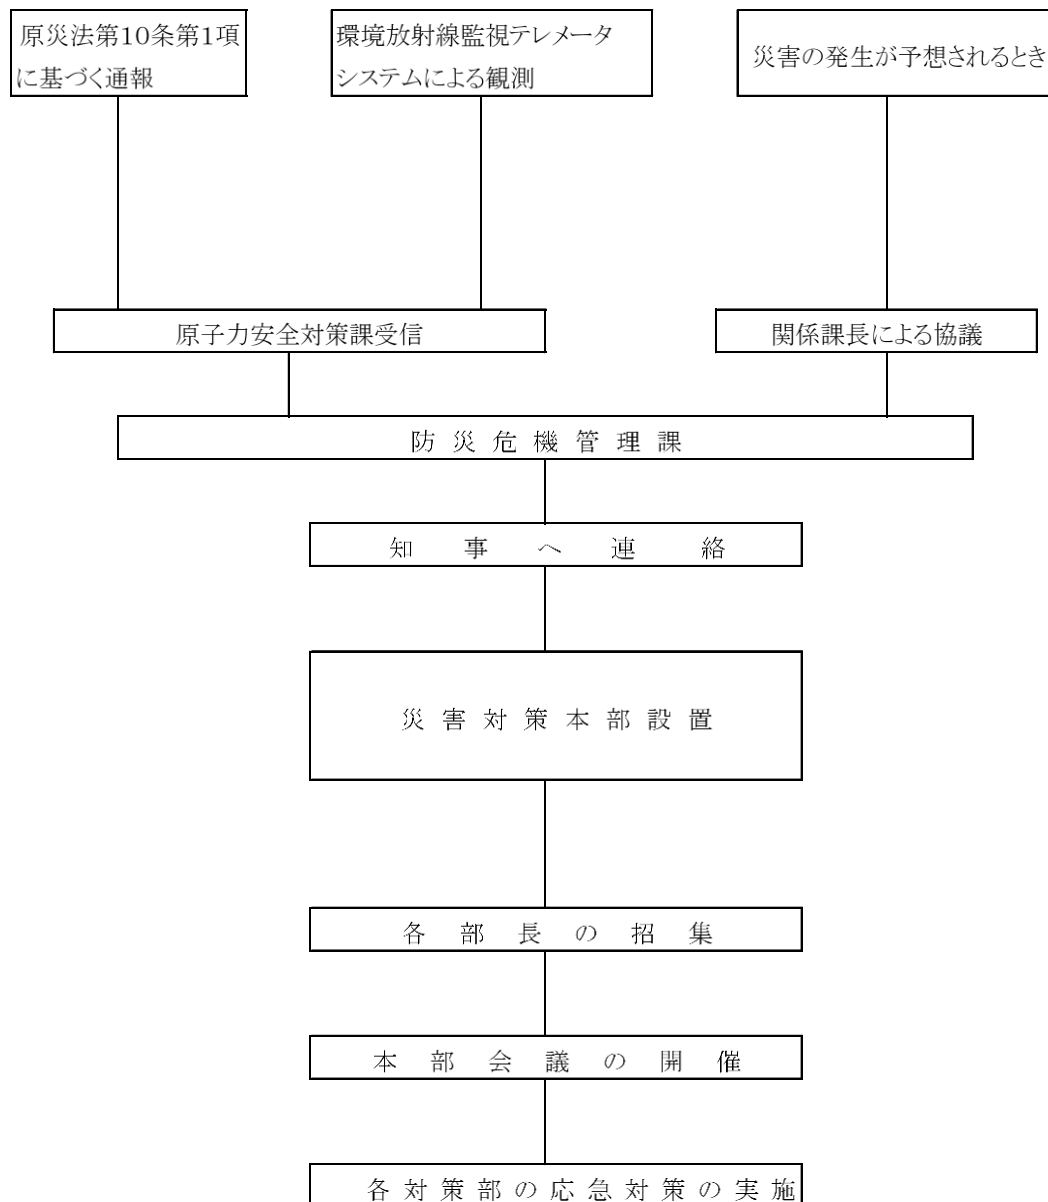 原災法第10条第1項
に基づく通報
環境放射線監視テレメータ
システムによる観測
災害の発生が予想されるとき
原子力安全対策課受信
関係課長による協議
防災危機管理課
知事へ連絡
災害対策本部設置
各部長の招集
本部会議の開催
各対策部の応急対策の実施